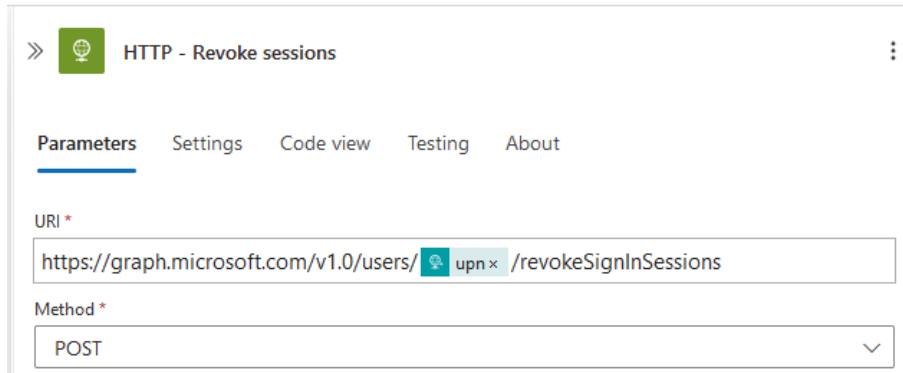 HTTP - Revoke sessions
Parameters Settings Code view Testing About
URI *
https://graph.microsoft.com/v1.0/users/ upn × /revokeSignInSessions
Method *
POST